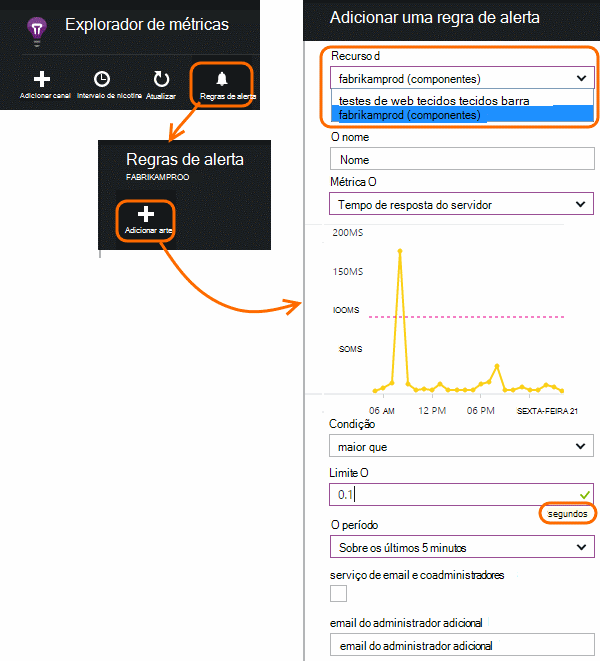 Explorador de métricas
Adicionar canal
Intervalo de nicotina
Atualizar
Regras de alerta
Regras de alerta
FABRIKAMPROO
Adicionar arte
Adicionar uma regra de alerta
Recurso d
fabrikamprod (componentes)
testes de web tecidos tecidos barra
fabrikamprod (componentes)
O nome
Nome
Métrica O
Tempo de resposta do servidor
200MS
150MS
IOOMS
SOMS
06 AM
12 PM
06 PM
SEXTA-FEIRA 21
Condição
maior que
Limite O
0.1
segundos
O período
Sobre os últimos 5 minutos
serviço de email e coadministradores
email do administrador adicional
email do administrador adicional